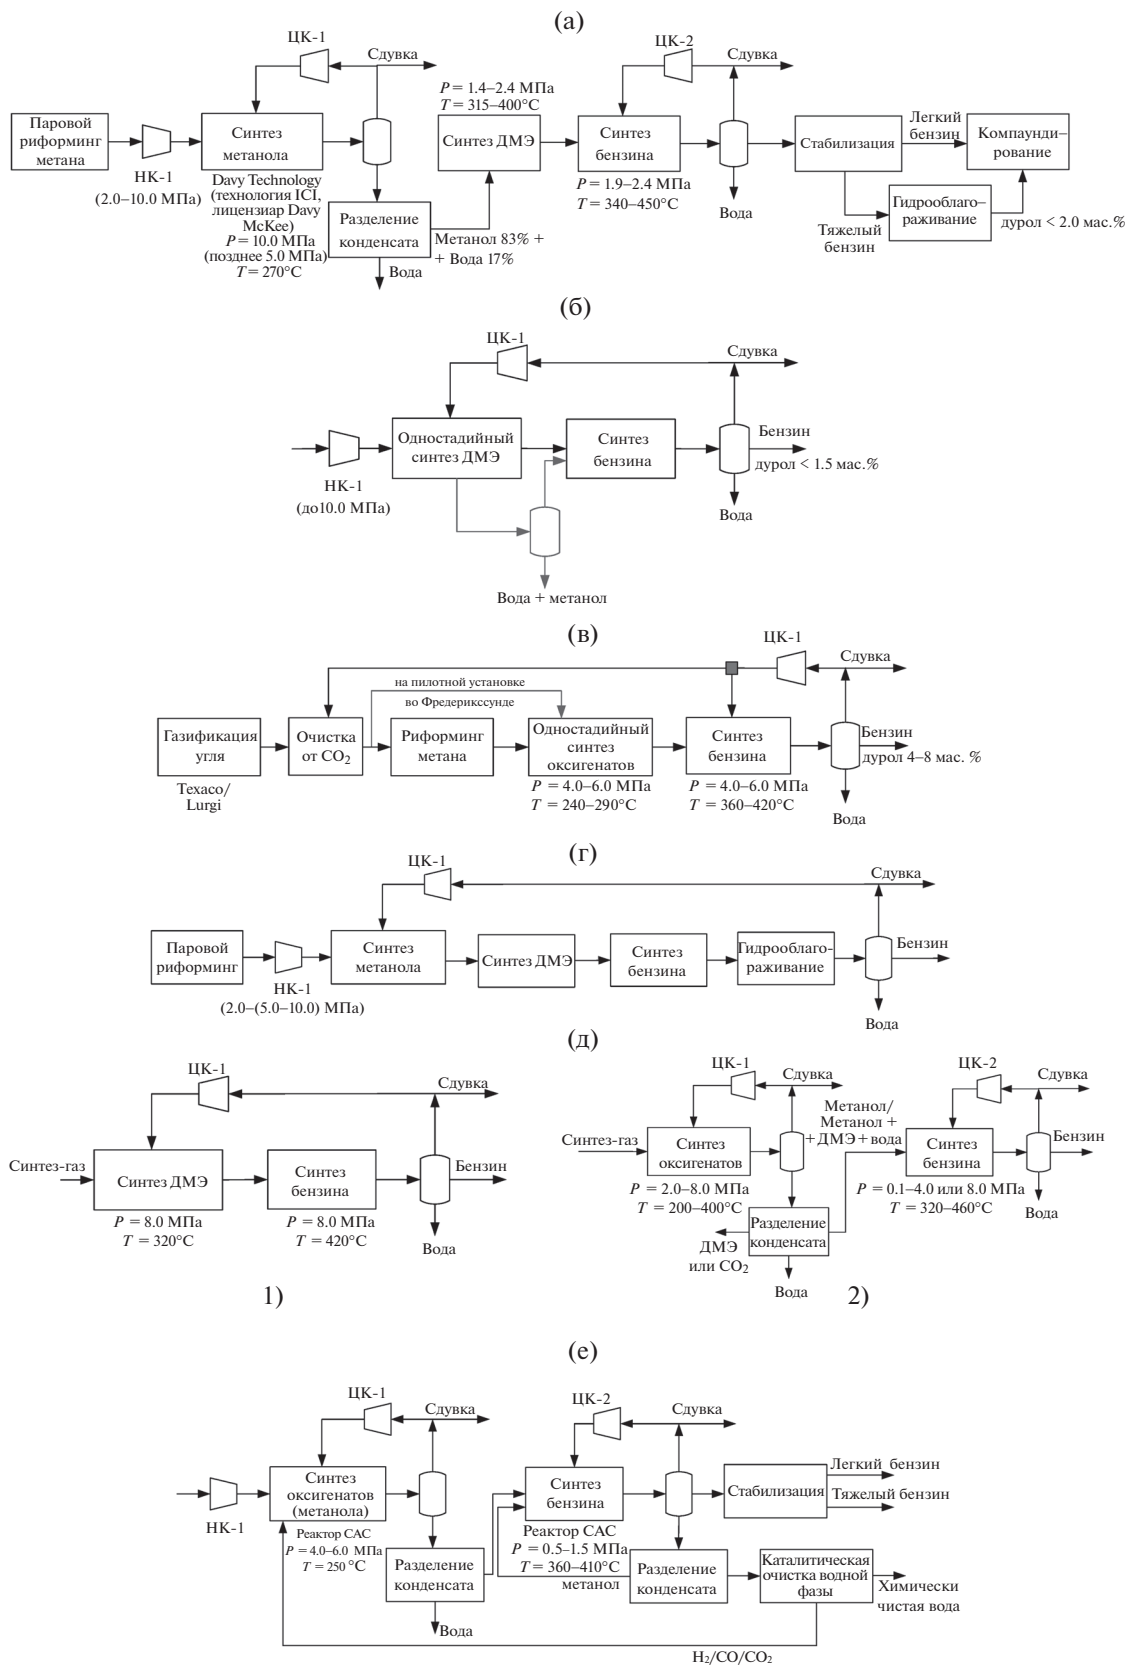 (а)
ЦК-1
Сдувка
ЦК-2
Сдувка
P = 1.4–2.4 МПа
T = 315–400°C
Паровой
риформинг
метана
НК-1
(2.0–10.0 МПа)
Синтез
метанола
Davy Technology
(технология ICI,
лицензиар Davy
McKee)
P = 10.0 МПа
(позднее 5.0 МПа)
T = 270°C
Разделение
конденсата
Вода
Метанол 83% +
+ Вода 17%
Синтез ДМЭ
Синтез
бензина
P = 1.9–2.4 МПа
T = 340–450°C
Вода
Стабилизация
Легкий
бензин
Компаунди–
рование
Тяжелый
бензин
Гидрооблаго-
раживание
дурол < 2.0 мас.%
(б)
ЦК-1
Сдувка
НК-1
(до10.0 МПа)
Одностадийный
синтез ДМЭ
Синтез
бензина
Бензин
дурол < 1.5 мас.%
Вода
Вода + метанол
(в)
ЦК-1
Сдувка
на пилотной установке
во Фредерикссунде
Газификация
угля
Texaco/
Lurgi
Очистка
от CO2
Риформинг
метана
Одностадийный
синтез
оксигенатов
P = 4.0–6.0 МПа
T = 240–290°C
Синтез
бензина
P = 4.0–6.0 МПа
T = 360–420°C
Бензин
дурол 4–8 мас. %
Вода
(г)
ЦК-1
Сдувка
Паровой
риформинг
НК-1
(2.0–(5.0–10.0) МПа)
Синтез
метанола
Синтез ДМЭ
Синтез
бензина
Гидрооблаго-
раживание
Бензин
Вода
(д)
ЦК-1
Сдувка
Синтез-газ
Синтез ДМЭ
P = 8.0 МПа
T = 320°C
Синтез
бензина
P = 8.0 МПа
T = 420°C
Бензин
Вода
1)
ЦК-1
Сдувка
ЦК-2
Сдувка
Синтез-газ
Синтез
оксигенатов
P = 2.0–8.0 МПа
T = 200–400°C
Метанол/
Метанол +
+ДМЭ+вода
Разделение
конденсата
ДМЭ
или CO2
Вода
Синтез
бензина
P = 0.1–4.0 или 8.0 МПа
T = 320–460°C
Бензин
Вода
2)
(е)
ЦК-1
Сдувка
ЦК-2
Сдувка
НК-1
Синтез
оксигенатов
(метанола)
Реактор САС
P = 4.0–6.0 МПа
T = 250 °C
Разделение
конденсата
Вода
Синтез
бензина
Реактор САС
P = 0.5–1.5 МПа
T = 360–410°C
метанол
Разделение
конденсата
Стабилизация
Легкий бензин
Тяжелый бензин
Каталитическая
очистка водной
фазы
Химически
чистая вода
H2/CO/CO2